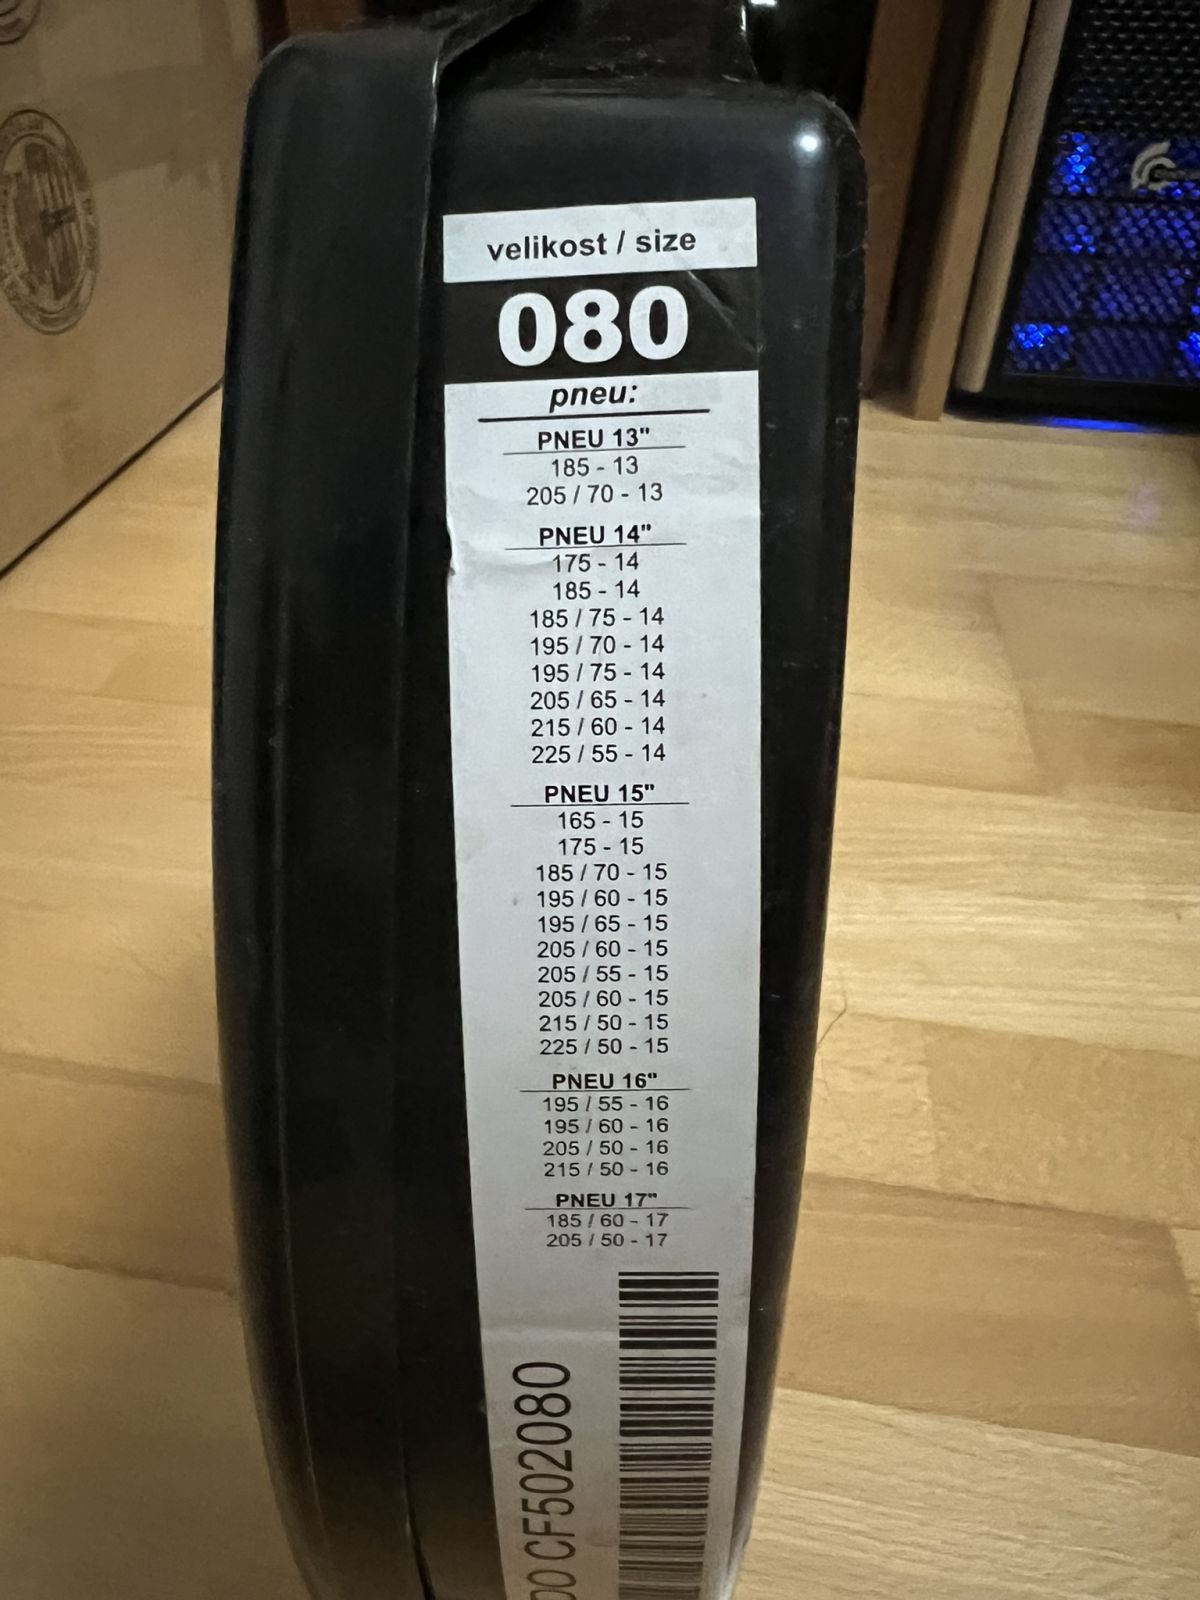 velikost / size
080
pneu:
PNEU 13"
185 - 13
205 / 70 - 13
PNEU 14"
175 - 14
185 - 14
185 / 75 - 14
195 / 70 - 14
195 / 75 - 14
205 / 65 - 14
215 / 60 - 14
225 / 55 - 14
PNEU 15"
165 - 15
175 - 15
185 / 70 - 15
195 / 60 - 15
195 / 65 - 15
205 / 60 - 15
205 / 55 - 15
205 / 60 - 15
215 / 50 - 15
225 / 50 - 15
PNEU 16"
195 / 55 - 16
195 / 60 - 16
205 / 50 - 16
215 / 50 - 16
PNEU 17"
185 / 60 - 17
205 / 50 - 17
CF502080